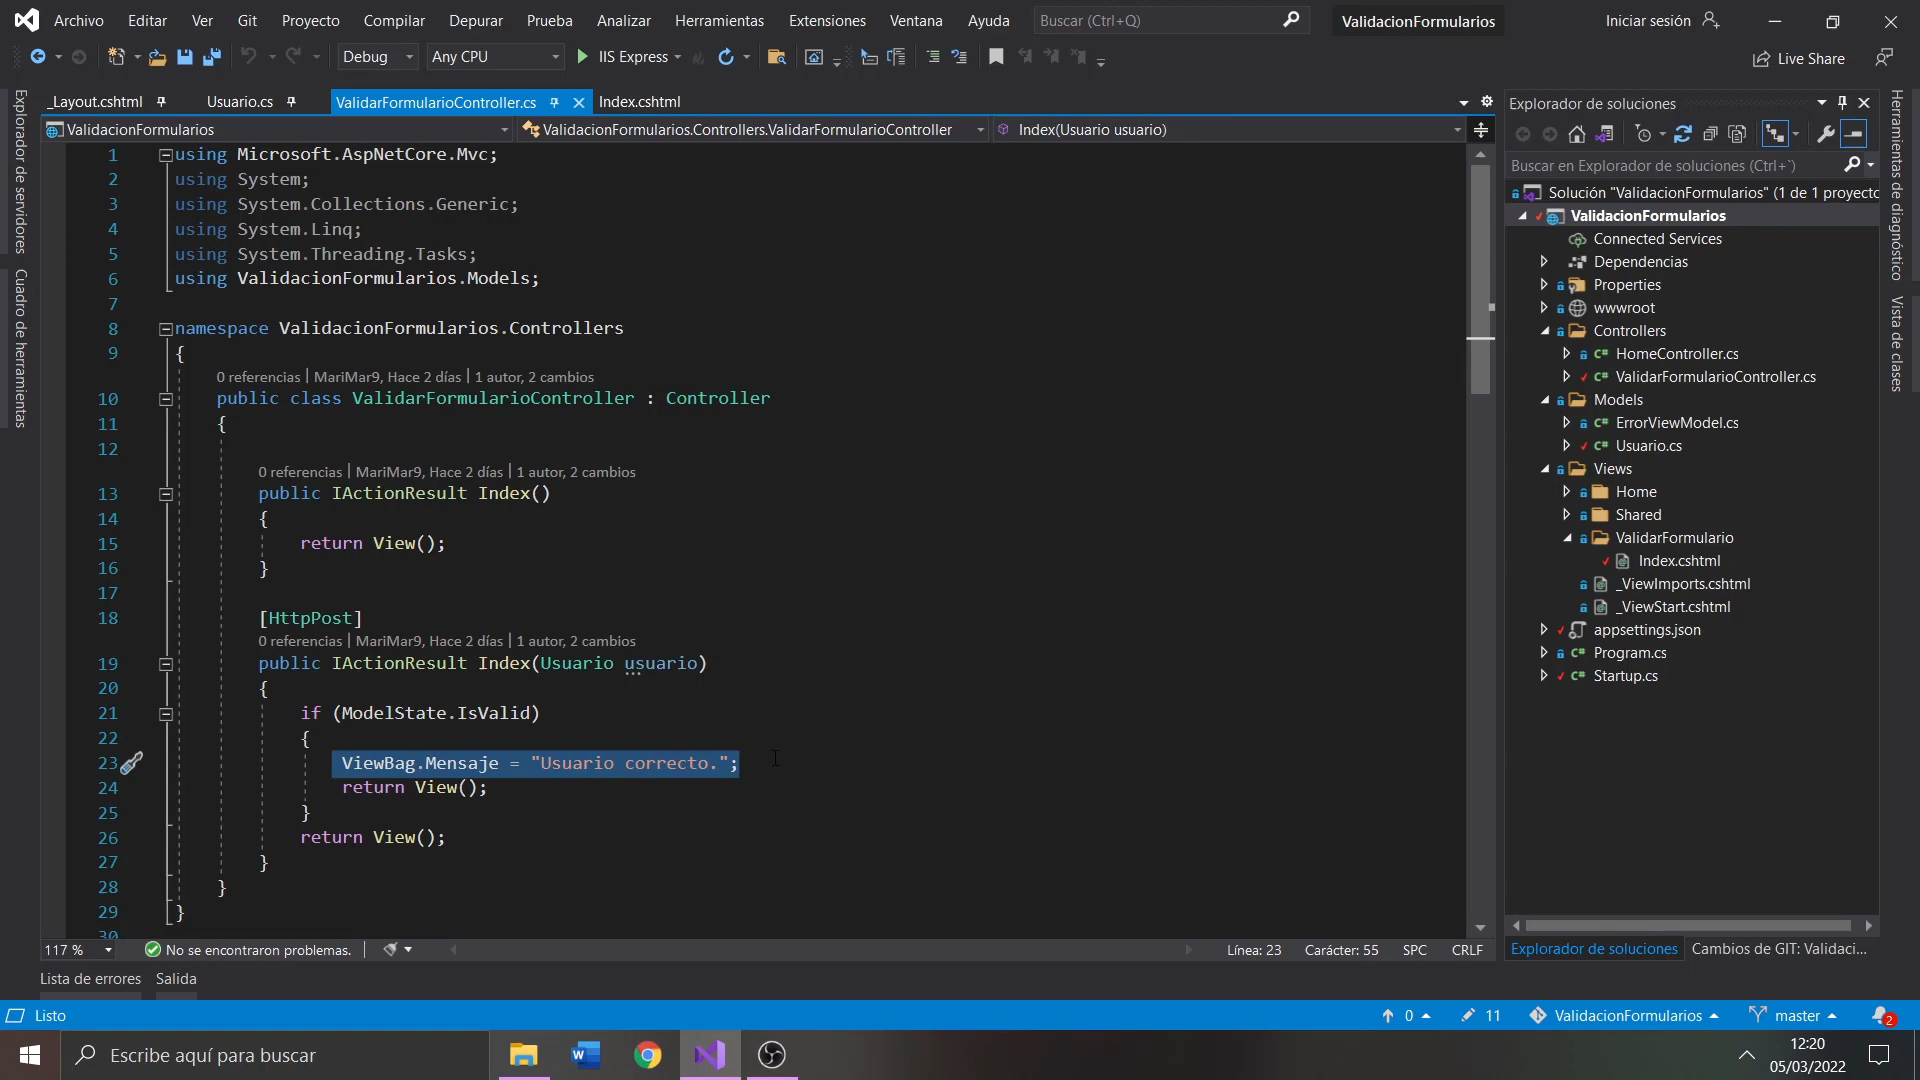 Archivo Editar Ver Git Proyecto Compilar Depurar Prueba Analizar Herramientas Extensiones Ventana Ayuda Buscar (Ctrl+Q) ValidacionFormularios Iniciar sesión
Debug Any CPU IIS Express Live Share
_Layout.cshtml Usuario.cs ValidarFormularioController.cs Index.cshtml
ValidacionFormularios ValidacionFormularios.Controllers.ValidarFormularioController Index(Usuario usuario)
Explorador de servidores
Cuadro de herramientas
1 using Microsoft.AspNetCore.Mvc;
2 using System;
3 using System.Collections.Generic;
4 using System.Linq;
5 using System.Threading.Tasks;
6 using ValidacionFormularios.Models;
7
8 namespace ValidacionFormularios.Controllers
9 {
0 referencias | MariMar9, Hace 2 días | 1 autor, 2 cambios
10 public class ValidarFormularioController : Controller
11 {
12
0 referencias | MariMar9, Hace 2 días | 1 autor, 2 cambios
13 public IActionResult Index()
14 {
15 return View();
16 }
17
18 [HttpPost]
0 referencias | MariMar9, Hace 2 días | 1 autor, 2 cambios
19 public IActionResult Index(Usuario usuario)
20 {
21 if (ModelState.IsValid)
22 {
23 ViewBag.Mensaje = "Usuario correcto.";
24 return View();
25 }
26 return View();
27 }
28 }
29 }
30
117 % No se encontraron problemas. Línea: 23 Carácter: 55 SPC CRLF
Lista de errores Salida
Explorador de soluciones
Buscar en Explorador de soluciones (Ctrl+`)
Solución "ValidacionFormularios" (1 de 1 proyecto
ValidacionFormularios
Connected Services
Dependencias
Properties
wwwroot
Controllers
HomeController.cs
ValidarFormularioController.cs
Models
ErrorViewModel.cs
Usuario.cs
Views
Home
Shared
ValidarFormulario
Index.cshtml
_ViewImports.cshtml
_ViewStart.cshtml
appsettings.json
Program.cs
Startup.cs
Explorador de soluciones Cambios de GIT: Validaci...
Herramientas de diagnóstico
Vista de clases
Listo 0 11 ValidacionFormularios master 2
Escribe aquí para buscar
12:20
05/03/2022